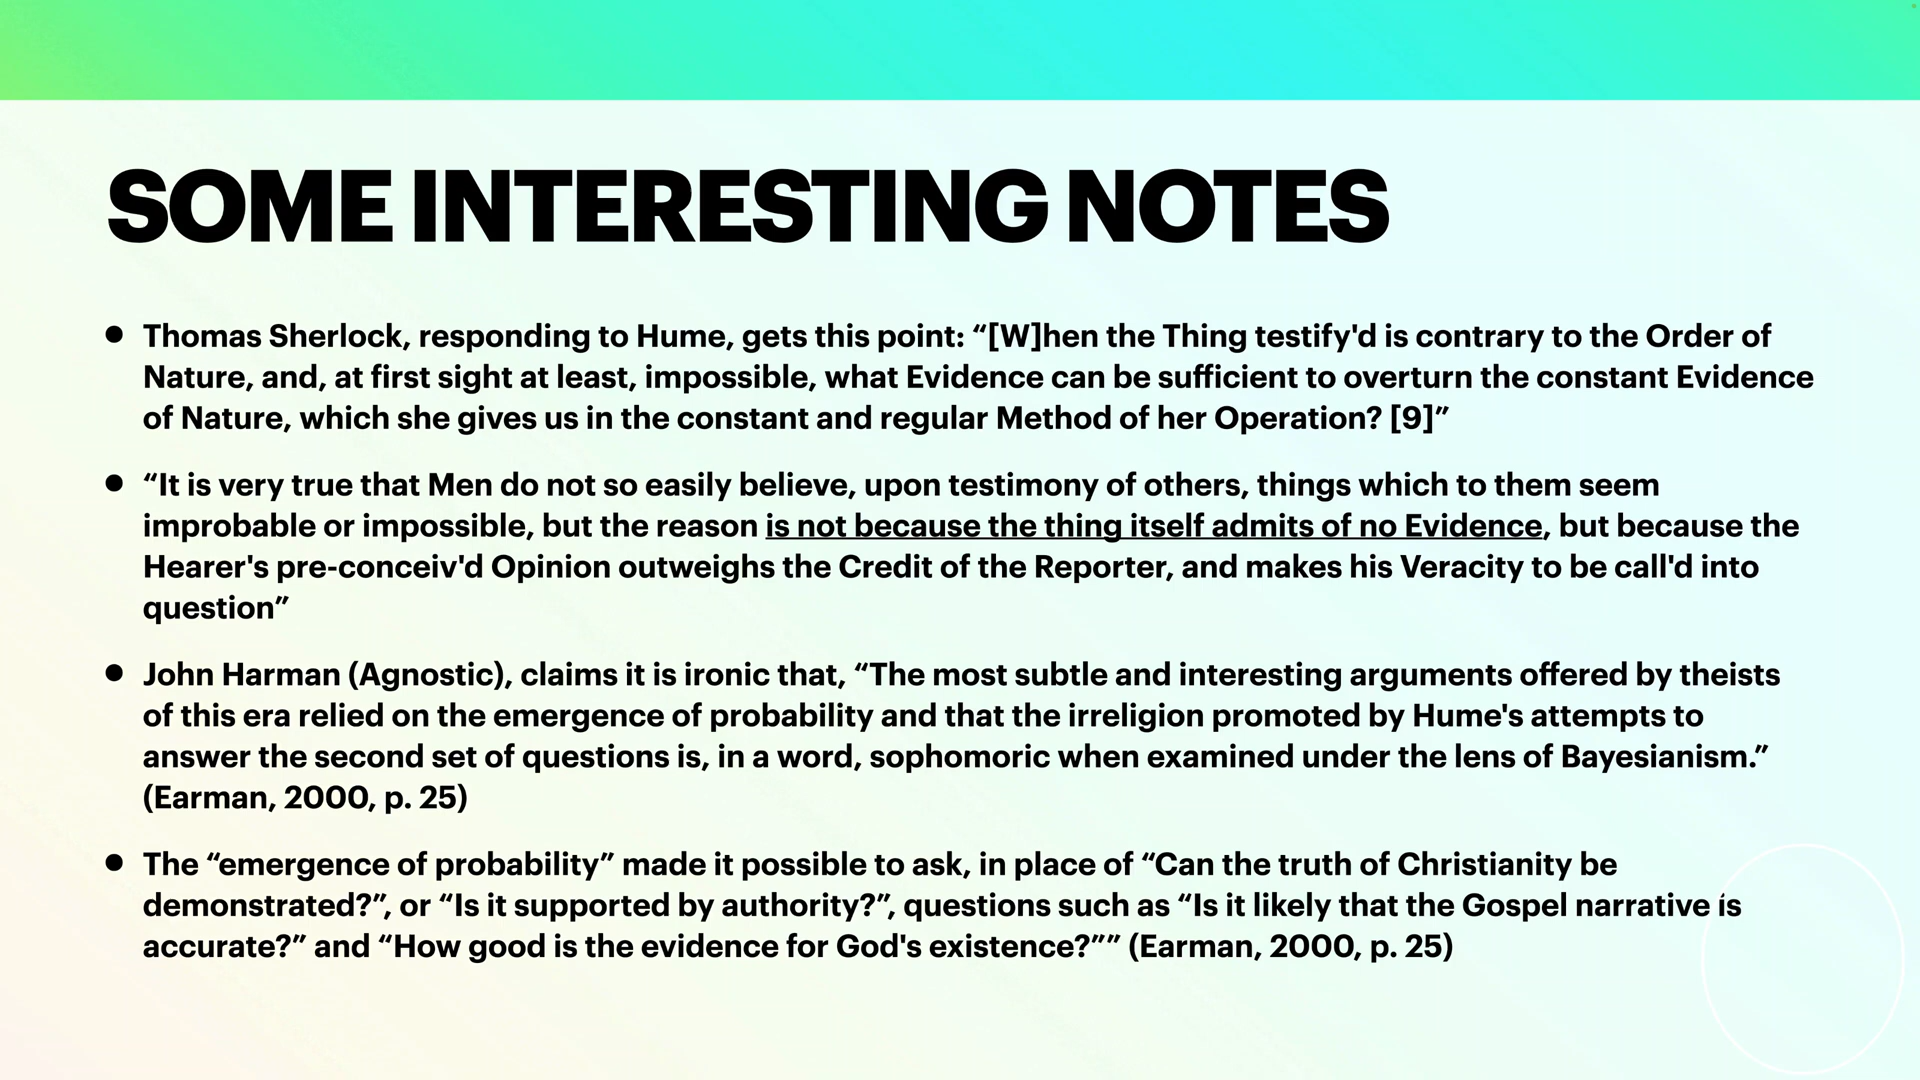 SOME INTERESTING NOTES
• Thomas Sherlock, responding to Hume, gets this point: “[W]hen the Thing testify'd is contrary to the Order of
Nature, and, at first sight at least, impossible, what Evidence can be sufficient to overturn the constant Evidence
of Nature, which she gives us in the constant and regular Method of her Operation? [9]”
• “It is very true that Men do not so easily believe, upon testimony of others, things which to them seem
improbable or impossible, but the reason is not because the thing itself admits of no Evidence, but because the
Hearer's pre-conceiv'd Opinion outweighs the Credit of the Reporter, and makes his Veracity to be call'd into
question”
• John Harman (Agnostic), claims it is ironic that, “The most subtle and interesting arguments offered by theists
of this era relied on the emergence of probability and that the irreligion promoted by Hume's attempts to
answer the second set of questions is, in a word, sophomoric when examined under the lens of Bayesianism.”
(Earman, 2000, p. 25)
• The “emergence of probability” made it possible to ask, in place of “Can the truth of Christianity be
demonstrated?”, or “Is it supported by authority?”, questions such as “Is it likely that the Gospel narrative is
accurate?” and “How good is the evidence for God's existence?”” (Earman, 2000, p. 25)